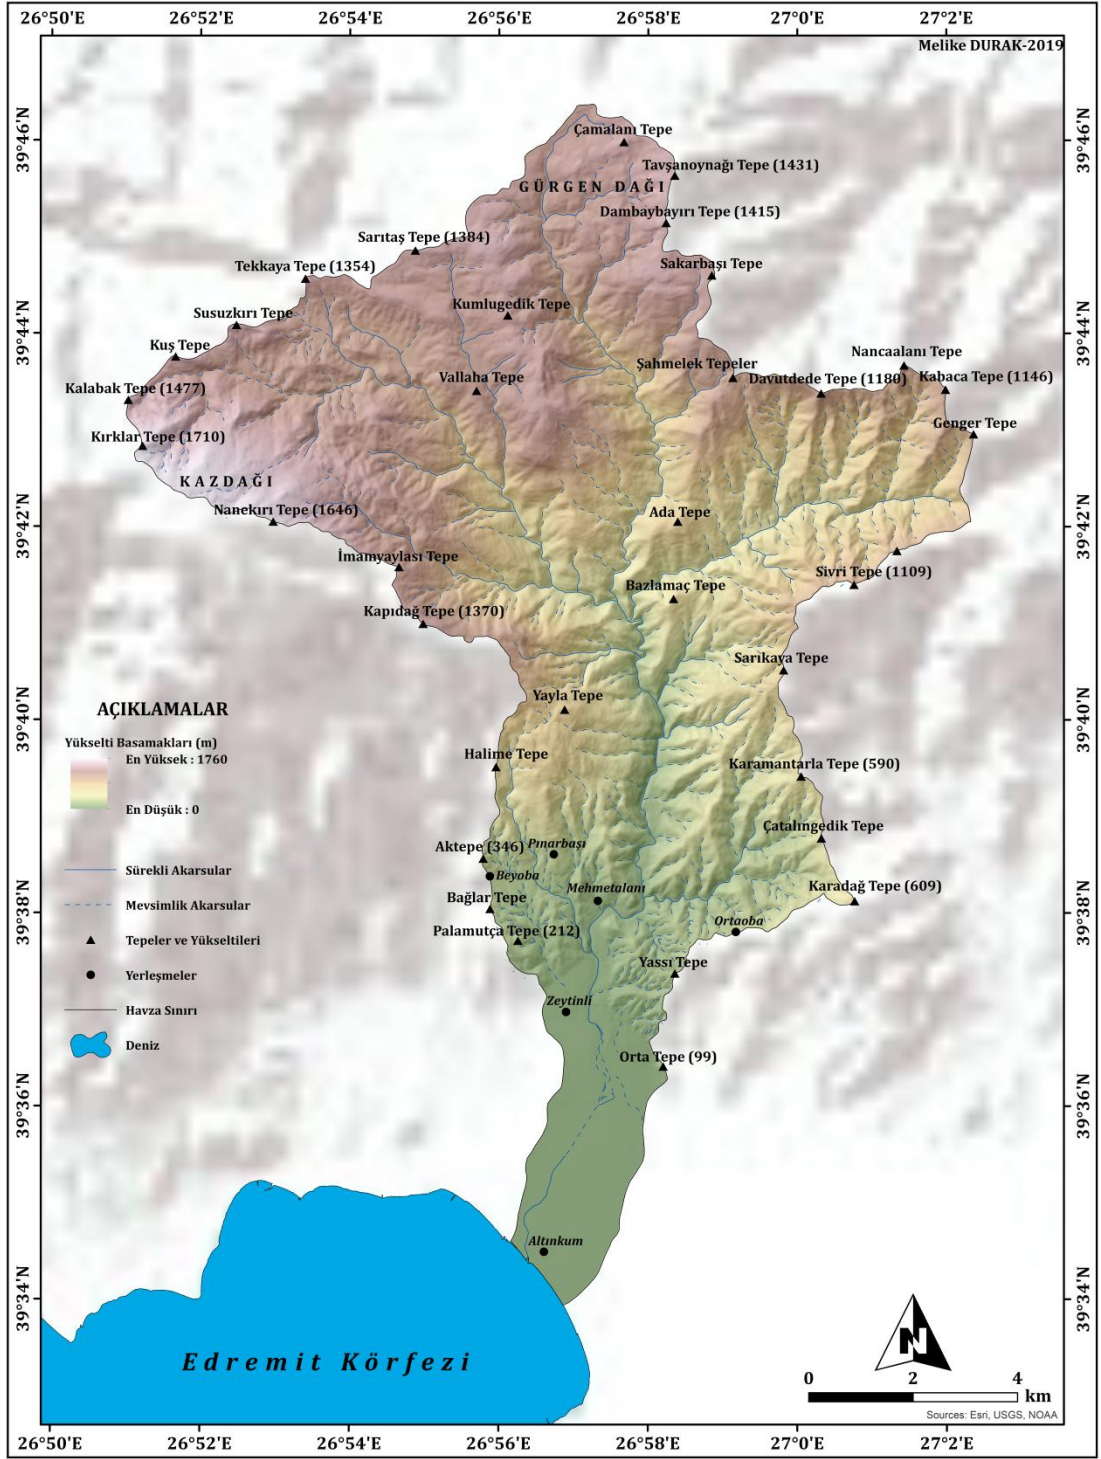 26°52'E 26°54'E 26°56'E 26°58'E 27°0'E 27°2'E
26°50'E
Melike DURAK-2019
39°46'N
39°46'N
Çamalanı Tepe
Tavşanoynağı Tepe (1431)
GÜRGEN DAĞI
Dambaybayırı Tepe (1415)
Sarıtaş Tepe (1384)
Tekkaya Tepe (1354)
Sakarbaşı Tepe
Kumlugedik Tepe
Susuzkırı Tepe
39°44'N
39°44'N
Kuş Tepe
Nancaalanı Tepe
Şahmelek Tepeler
Vallaha Tepe
Davutdede Tepe (1180)
Kabaca Tepe (1146)
Kalabak Tepe (1477)
Genger Tepe
Kırklar Tepe (1710)
KAZDAĞI
Nanekırı Tepe (1646)
Ada Tepe
39°42'N
39°42'N
İmamyaylası Tepe
Sivri Tepe (1109)
Bazlamaç Tepe
Kapıdağ Tepe (1370)
Sarıkaya Tepe
Yayla Tepe
39°40'N
39°40'N
AÇIKLAMALAR
Yükselti Basamakları (m)
En Yüksek : 1760
En Düşük : 0
Halime Tepe
Karamantarla Tepe (590)
Çatalıngedik Tepe
Aktepe (346)
Pınarbaşı
Beyoba
Mehmetalanı
Karadağ Tepe (609)
Bağlar Tepe
39°38'N
39°38'N
Ortaoba
Palamutça Tepe (212)
Yassı Tepe
Zeytinli
Orta Tepe (99)
Sürekli Akarsular
Mevsimlik Akarsular
Tepeler ve Yükseltileri
Yerleşmeler
Havza Sınırı
Deniz
39°36'N
39°36'N
Altınkum
39°34'N
39°34'N
Edremit Körfezi
N
0 2 4
km
Sources: Esri, USGS, NOAA
26°50'E 26°52'E 26°54'E 26°56'E 26°58'E 27°0'E 27°2'E